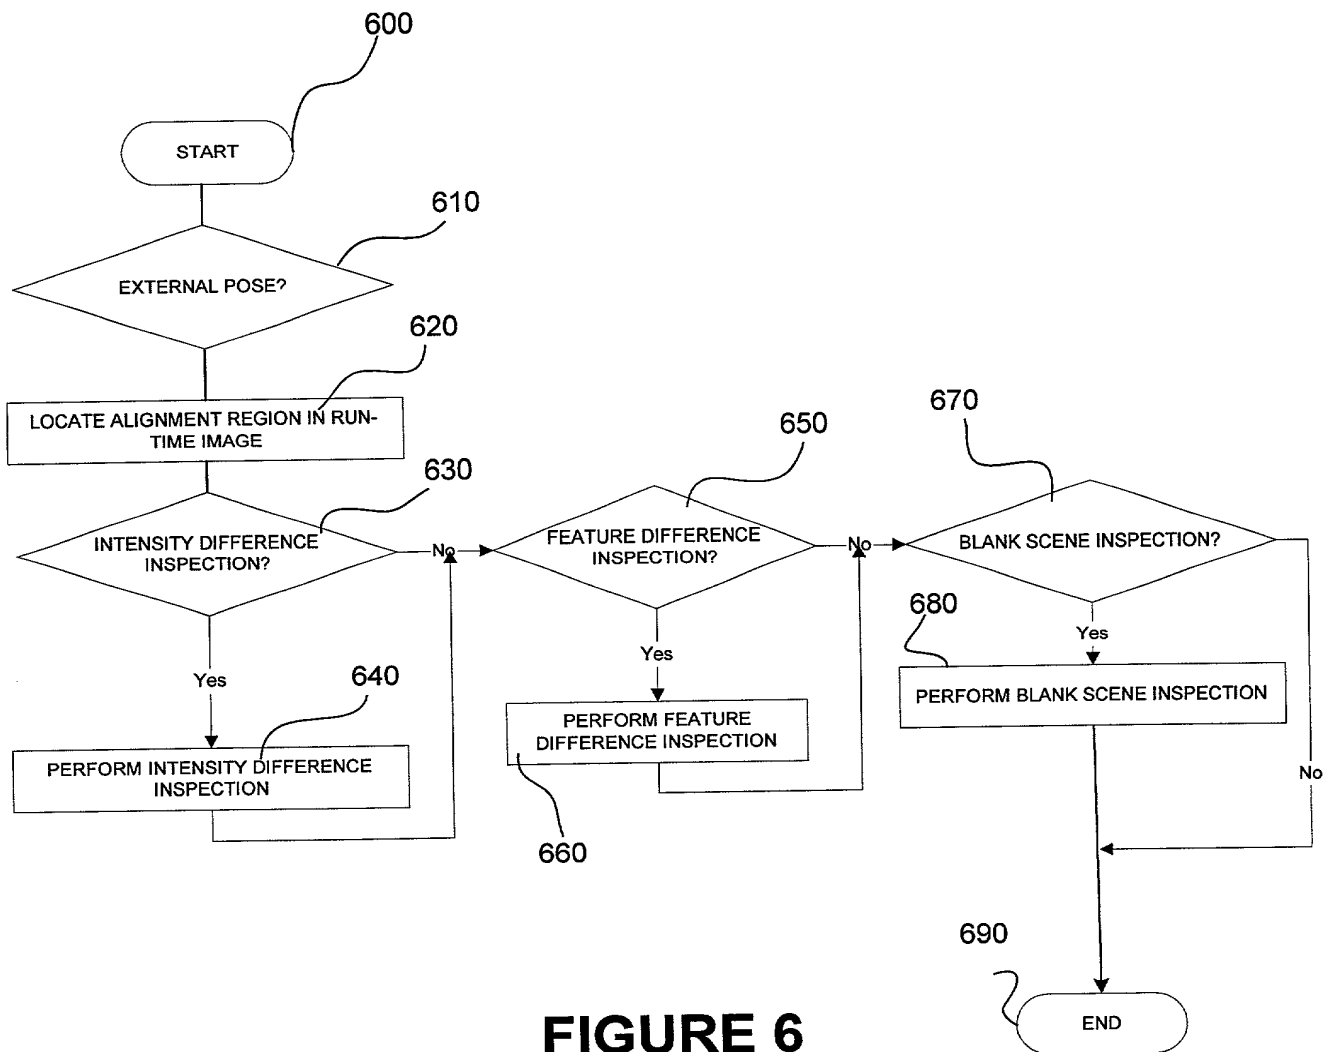 600
START
610
EXTERNAL POSE?
620
LOCATE ALIGNMENT REGION IN RUN-
TIME IMAGE
630
INTENSITY DIFFERENCE
INSPECTION?
No
Yes
640
PERFORM INTENSITY DIFFERENCE
INSPECTION
650
FEATURE DIFFERENCE
INSPECTION?
No
Yes
PERFORM FEATURE
DIFFERENCE INSPECTION
660
670
BLANK SCENE INSPECTION?
680
Yes
PERFORM BLANK SCENE INSPECTION
No
690
END
FIGURE 6